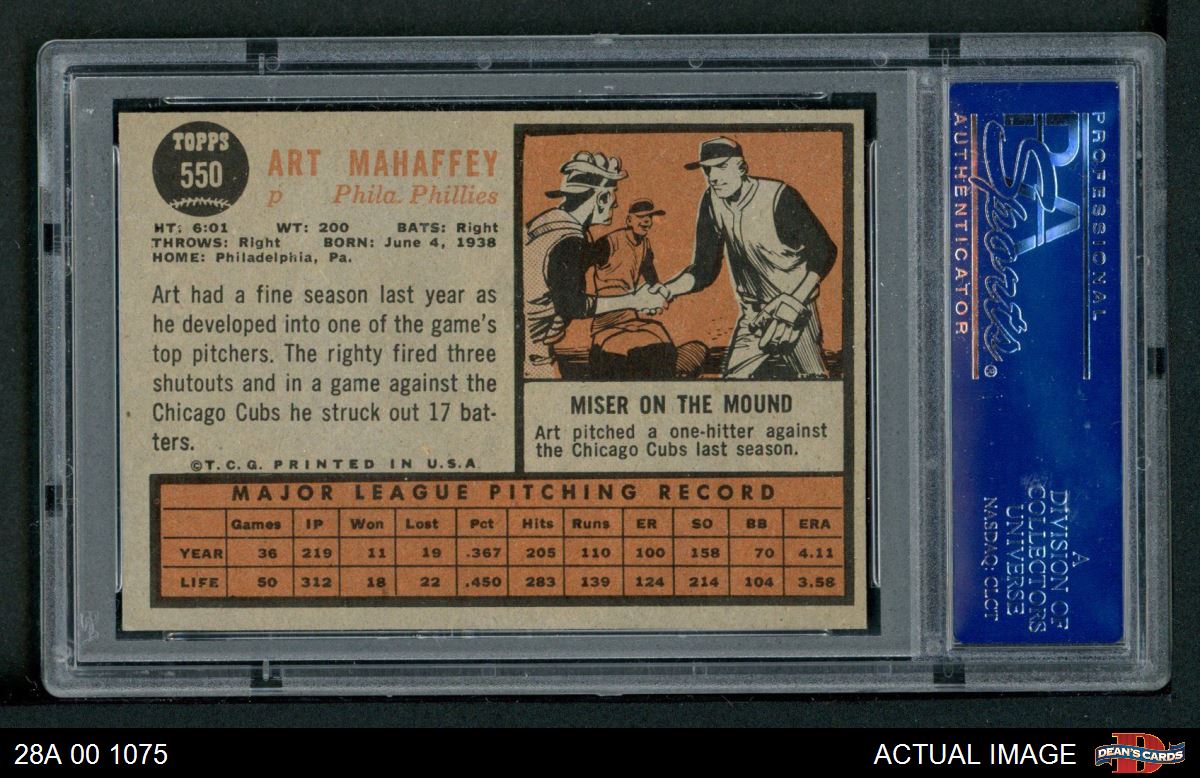 TOPPS
550
ART MAHAFFEY
p Phila. Phillies
HT: 6:01 WT: 200 BATS: Right
THROWS: Right BORN: June 4, 1938
HOME: Philadelphia, Pa.
Art had a fine season last year as
he developed into one of the game's
top pitchers. The righty fired three
shutouts and in a game against the
Chicago Cubs he struck out 17 bat-
ters.
©T.C.G. PRINTED IN U.S.A.
MISER ON THE MOUND
Art pitched a one-hitter against
the Chicago Cubs last season.
MAJOR LEAGUE PITCHING RECORD
Games IP Won Lost Pct Hits Runs ER SO BB ERA
YEAR 36 219 11 19 .367 205 110 100 158 70 4.11
LIFE 50 312 18 22 .450 283 139 124 214 104 3.58
PROFESSIONAL
PSA
Sports®
AUTHENTICATOR
A
DIVISION OF
COLLECTORS
UNIVERSE
NASDAQ: CLCT
28A 00 1075
ACTUAL IMAGE
DEAN'S CARDS